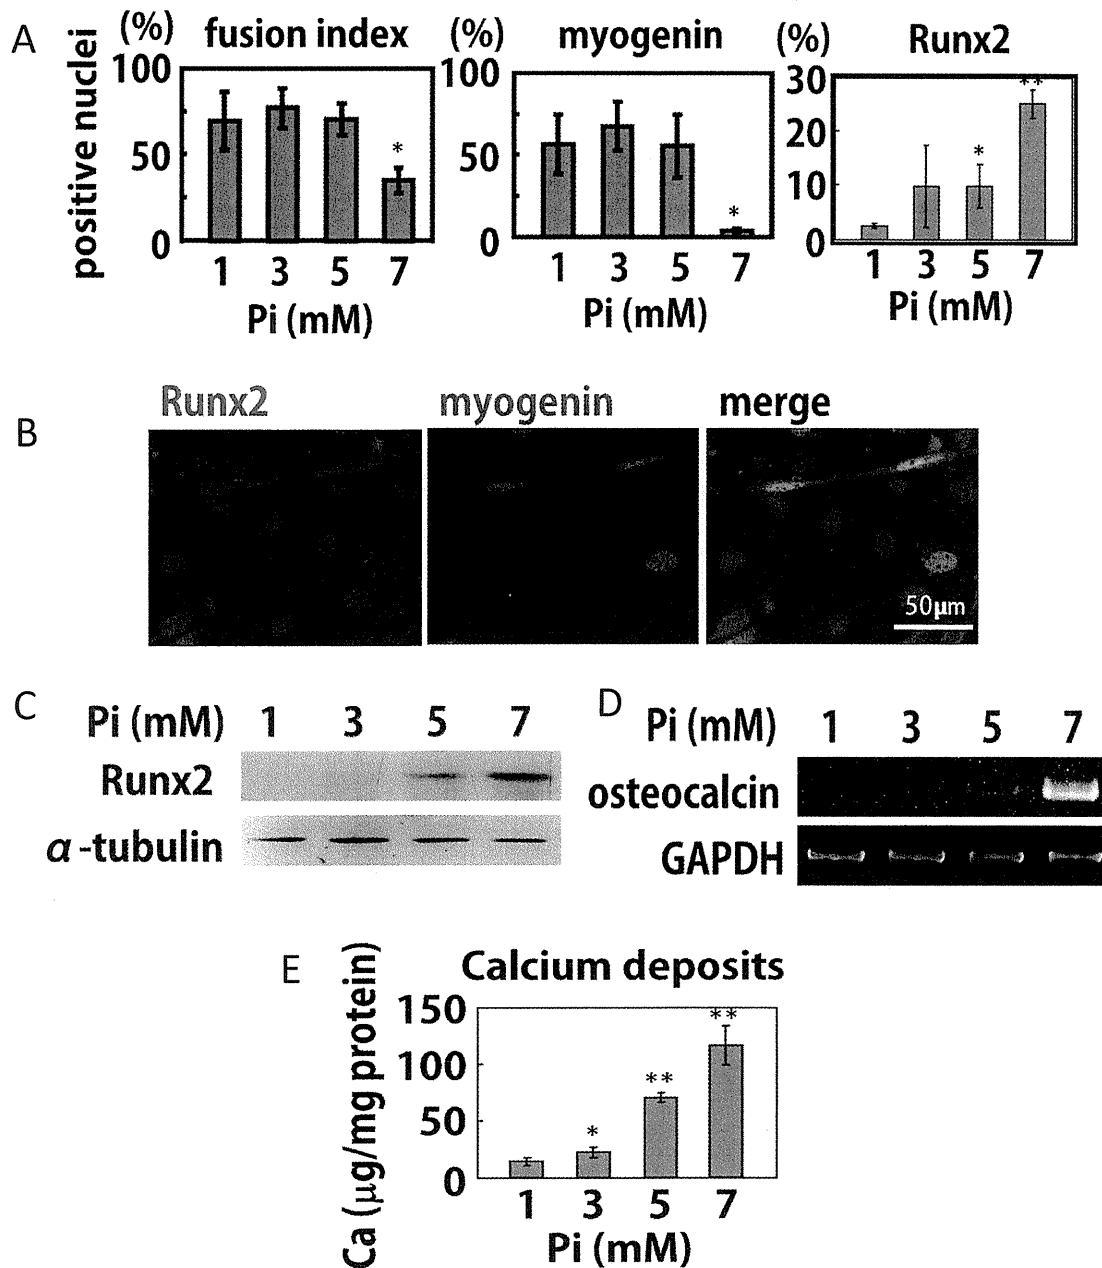 A
(%) fusion index
positive nuclei
100
50
0
1 3 5 7
Pi (mM)
*
(%) myogenin
100
50
0
1 3 5 7
Pi (mM)
*
(%) Runx2
30
20
10
0
1 3 5 7
Pi (mM)
*
**
B
Runx2 myogenin merge
50μm
C
Pi (mM) 1 3 5 7
Runx2
α-tubulin
D
Pi (mM) 1 3 5 7
osteocalcin
GAPDH
E
Calcium deposits
Ca (μg/mg protein)
150
100
50
0
*
**
**
1 3 5 7
Pi (mM)